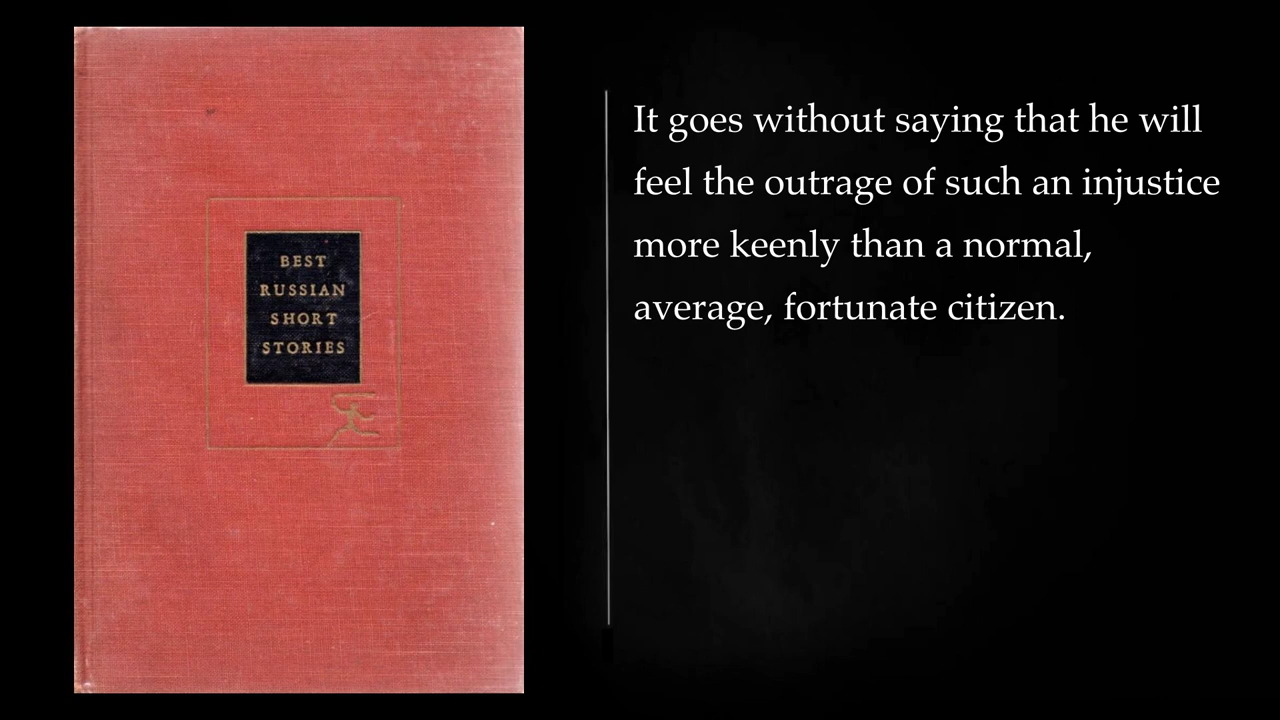 BEST
RUSSIAN
SHORT
STORIES
It goes without saying that he will
feel the outrage of such an injustice
more keenly than a normal,
average, fortunate citizen.